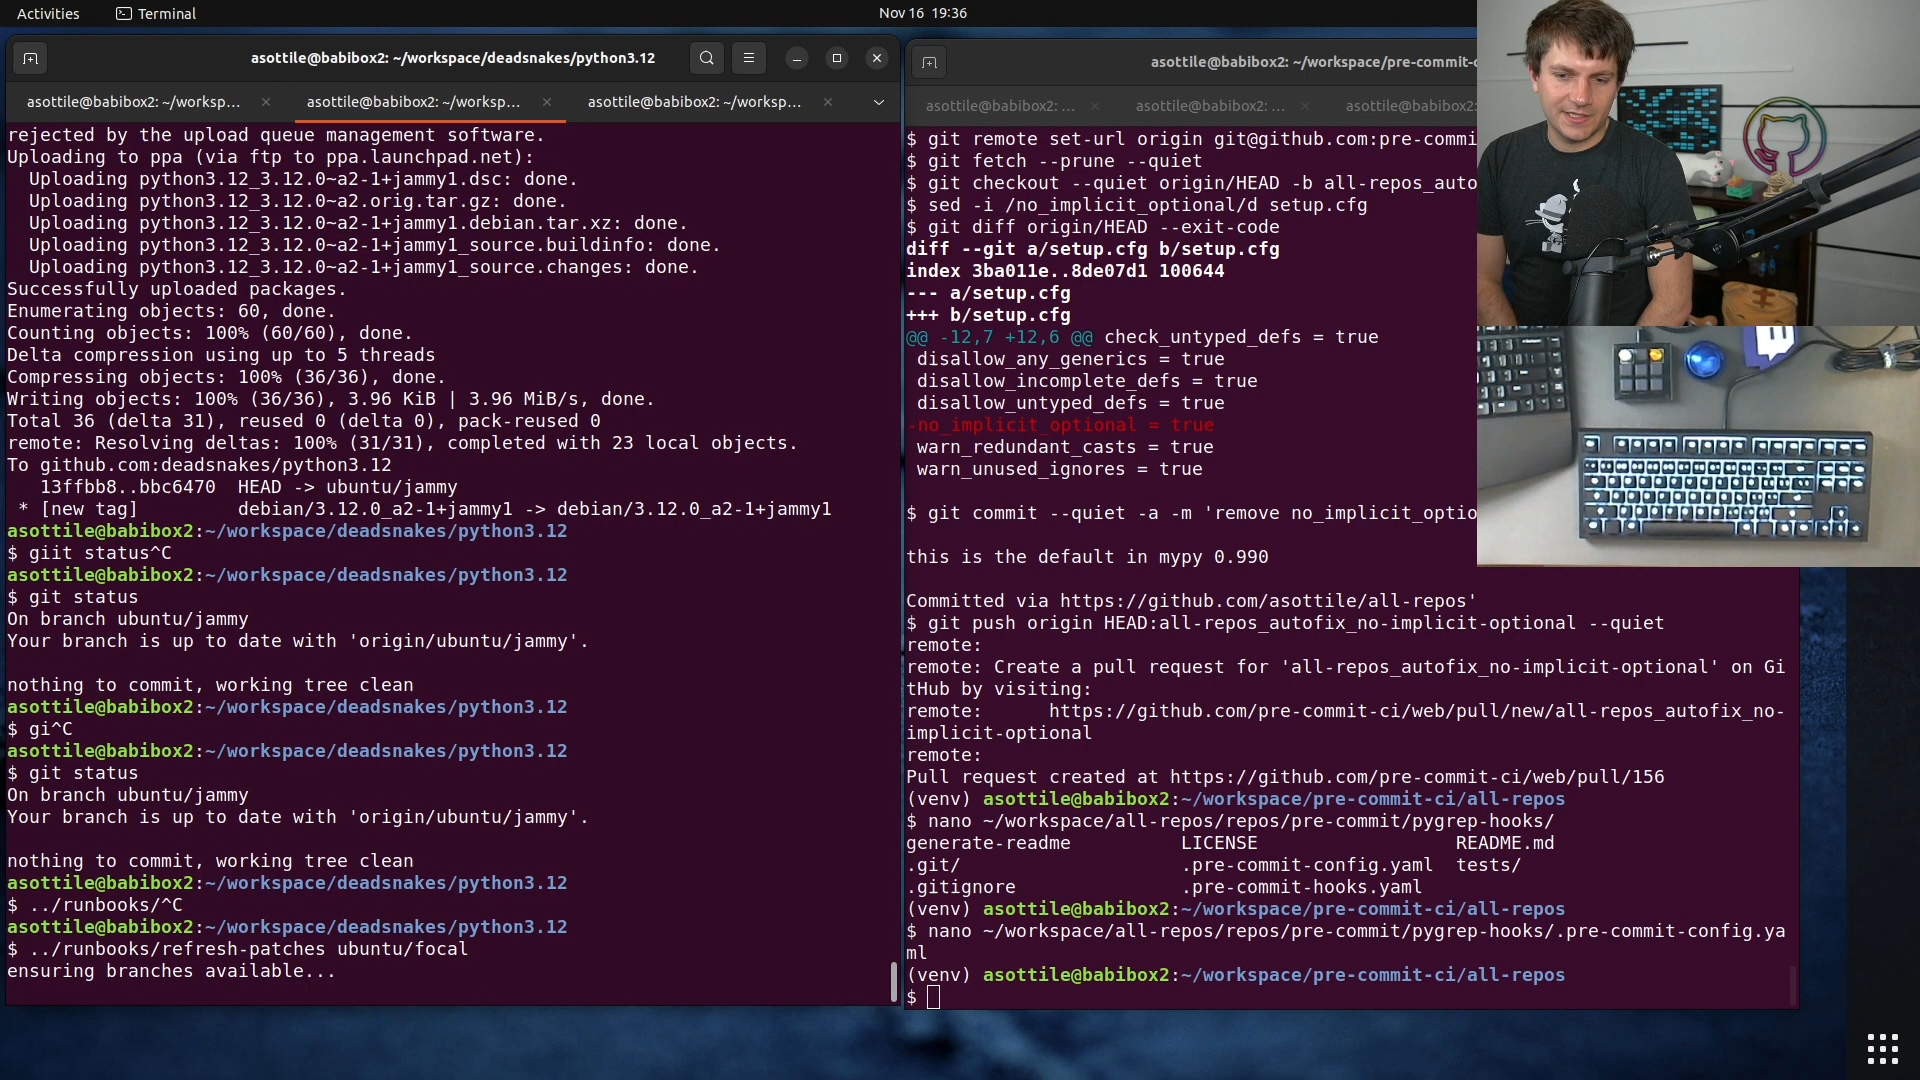 Activities
Terminal
Nov 16 19:36
asottile@babibox2: ~/workspace/deadsnakes/python3.12
asottile@babibox2: ~/worksp...
asottile@babibox2: ~/worksp...
asottile@babibox2: ~/worksp...
rejected by the upload queue management software.
Uploading to ppa (via ftp to ppa.launchpad.net):
  Uploading python3.12_3.12.0~a2-1+jammy1.dsc: done.
  Uploading python3.12_3.12.0~a2.orig.tar.gz: done.
  Uploading python3.12_3.12.0~a2-1+jammy1.debian.tar.xz: done.
  Uploading python3.12_3.12.0~a2-1+jammy1_source.buildinfo: done.
  Uploading python3.12_3.12.0~a2-1+jammy1_source.changes: done.
Successfully uploaded packages.
Enumerating objects: 60, done.
Counting objects: 100% (60/60), done.
Delta compression using up to 5 threads
Compressing objects: 100% (36/36), done.
Writing objects: 100% (36/36), 3.96 KiB | 3.96 MiB/s, done.
Total 36 (delta 31), reused 0 (delta 0), pack-reused 0
remote: Resolving deltas: 100% (31/31), completed with 23 local objects.
To github.com:deadsnakes/python3.12
   13ffbb8..bbc6470  HEAD -> ubuntu/jammy
 * [new tag]         debian/3.12.0_a2-1+jammy1 -> debian/3.12.0_a2-1+jammy1
asottile@babibox2:~/workspace/deadsnakes/python3.12
$ giit status^C
asottile@babibox2:~/workspace/deadsnakes/python3.12
$ git status
On branch ubuntu/jammy
Your branch is up to date with 'origin/ubuntu/jammy'.
nothing to commit, working tree clean
asottile@babibox2:~/workspace/deadsnakes/python3.12
$ gi^C
asottile@babibox2:~/workspace/deadsnakes/python3.12
$ git status
On branch ubuntu/jammy
Your branch is up to date with 'origin/ubuntu/jammy'.
nothing to commit, working tree clean
asottile@babibox2:~/workspace/deadsnakes/python3.12
$ ../runbooks/^C
asottile@babibox2:~/workspace/deadsnakes/python3.12
$ ../runbooks/refresh-patches ubuntu/focal
ensuring branches available...
asottile@babibox2: ~/workspace/pre-commit-c
asottile@babibox2: ...
asottile@babibox2: ...
asottile@babibox2:
$ git remote set-url origin git@github.com:pre-commi
$ git fetch --prune --quiet
$ git checkout --quiet origin/HEAD -b all-repos_auto
$ sed -i /no_implicit_optional/d setup.cfg
$ git diff origin/HEAD --exit-code
diff --git a/setup.cfg b/setup.cfg
index 3ba011e..8de07d1 100644
--- a/setup.cfg
+++ b/setup.cfg
@@ -12,7 +12,6 @@ check_untyped_defs = true
 disallow_any_generics = true
 disallow_incomplete_defs = true
 disallow_untyped_defs = true
-no_implicit_optional = true
 warn_redundant_casts = true
 warn_unused_ignores = true
$ git commit --quiet -a -m 'remove no_implicit_optio
this is the default in mypy 0.990
Committed via https://github.com/asottile/all-repos'
$ git push origin HEAD:all-repos_autofix_no-implicit-optional --quiet
remote:
remote: Create a pull request for 'all-repos_autofix_no-implicit-optional' on Gi
tHub by visiting:
remote:      https://github.com/pre-commit-ci/web/pull/new/all-repos_autofix_no-
implicit-optional
remote:
Pull request created at https://github.com/pre-commit-ci/web/pull/156
(venv) asottile@babibox2:~/workspace/pre-commit-ci/all-repos
$ nano ~/workspace/all-repos/repos/pre-commit/pygrep-hooks/
generate-readme          LICENSE                  README.md
.git/                    .pre-commit-config.yaml  tests/
.gitignore               .pre-commit-hooks.yaml
(venv) asottile@babibox2:~/workspace/pre-commit-ci/all-repos
$ nano ~/workspace/all-repos/repos/pre-commit/pygrep-hooks/.pre-commit-config.ya
ml
(venv) asottile@babibox2:~/workspace/pre-commit-ci/all-repos
$